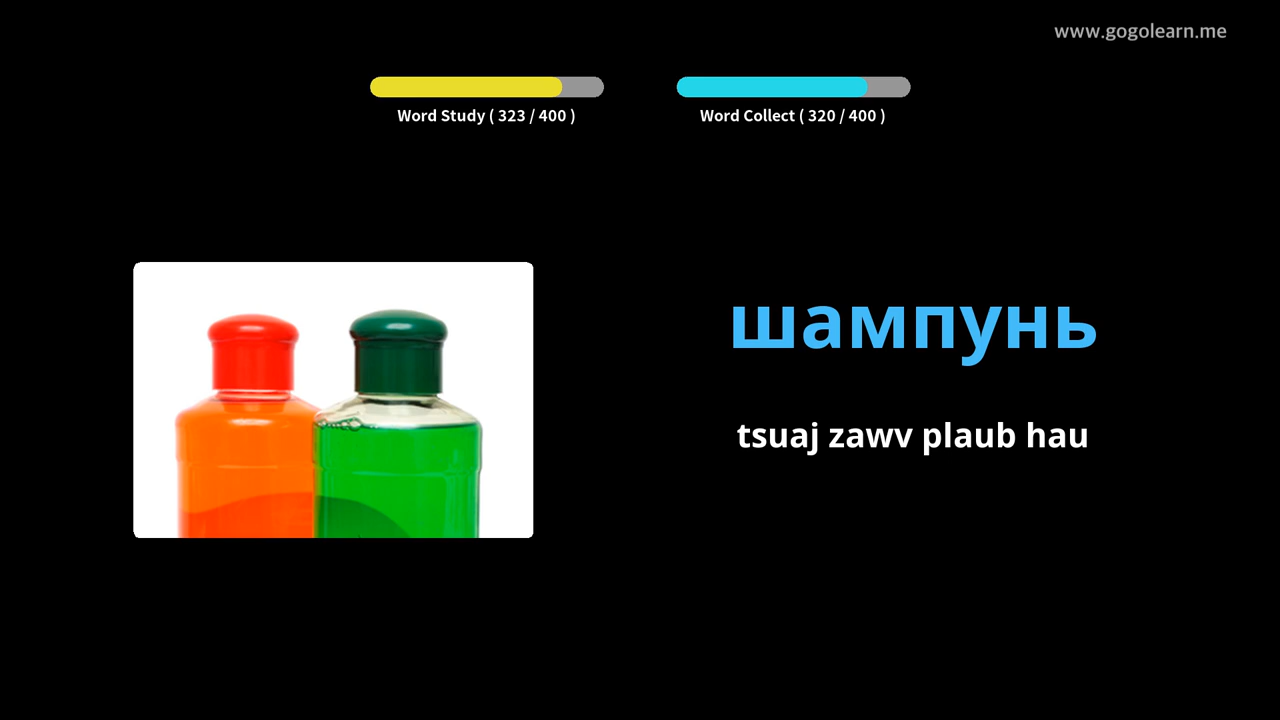 www.gogolearn.me
Word Study ( 323 / 400 )
Word Collect ( 320 / 400 )
шампунь
tsuaj zawv plaub hau